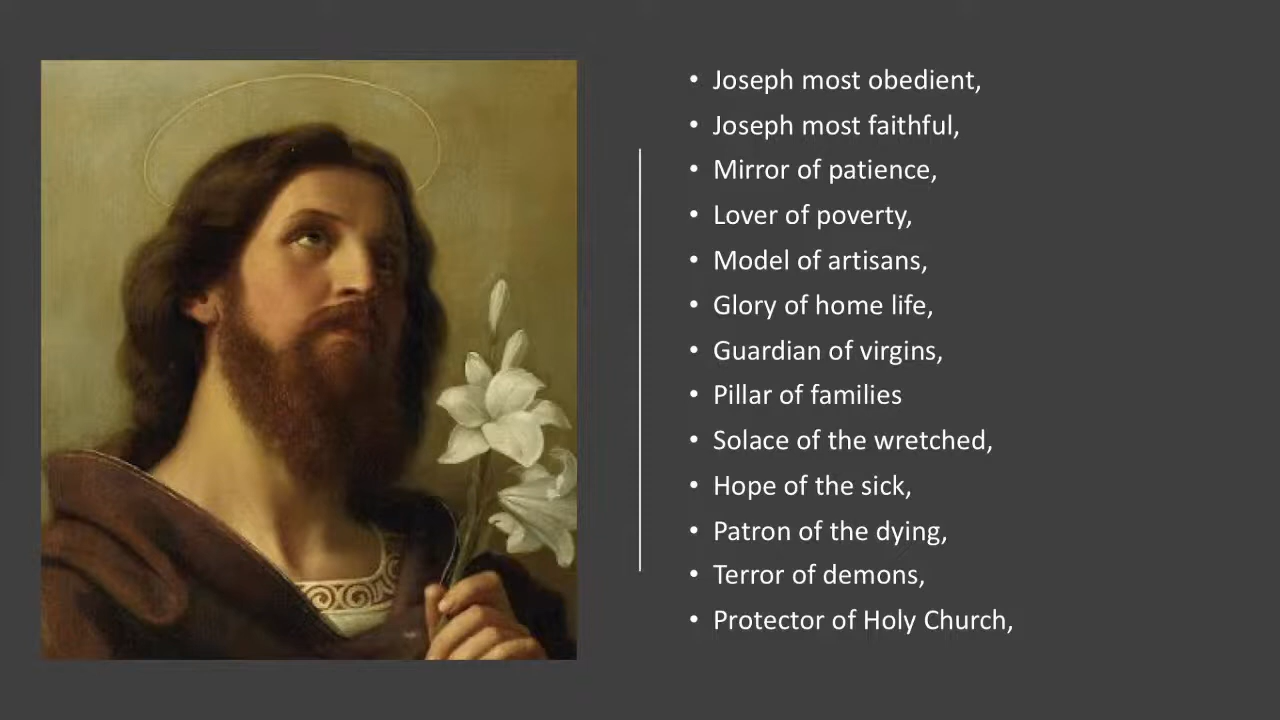 • Joseph most obedient,
• Joseph most faithful,
• Mirror of patience,
• Lover of poverty,
• Model of artisans,
• Glory of home life,
• Guardian of virgins,
• Pillar of families
• Solace of the wretched,
• Hope of the sick,
• Patron of the dying,
• Terror of demons,
• Protector of Holy Church,